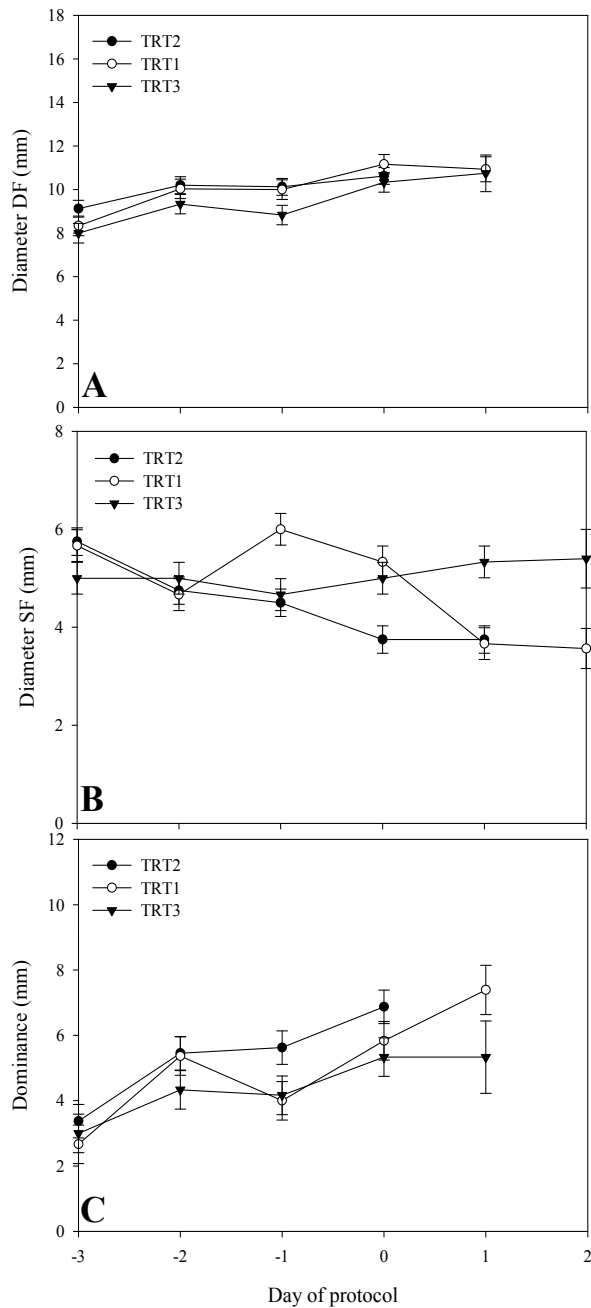 18
16
14
12
10
8
6
4
2
0
Diameter DF (mm)
TRT2
TRT1
TRT3
A
8
6
4
2
0
Diameter SF (mm)
TRT2
TRT1
TRT3
B
12
10
8
6
4
2
0
Dominance (mm)
TRT2
TRT1
TRT3
C
-3 -2 -1 0 1 2
Day of protocol